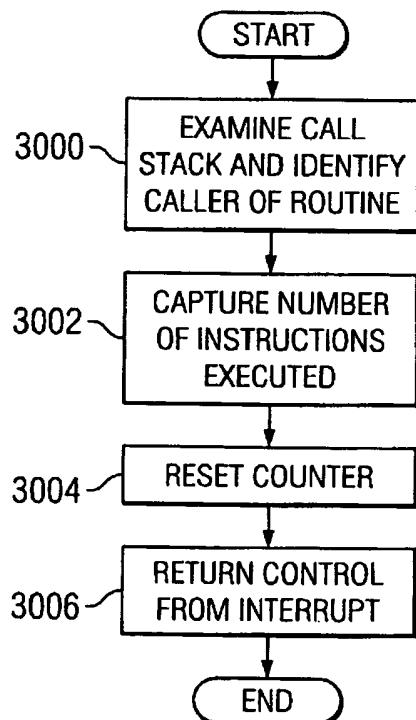 START
3000
EXAMINE CALL
STACK AND IDENTIFY
CALLER OF ROUTINE
3002
CAPTURE NUMBER
OF INSTRUCTIONS
EXECUTED
3004
RESET COUNTER
3006
RETURN CONTROL
FROM INTERRUPT
END